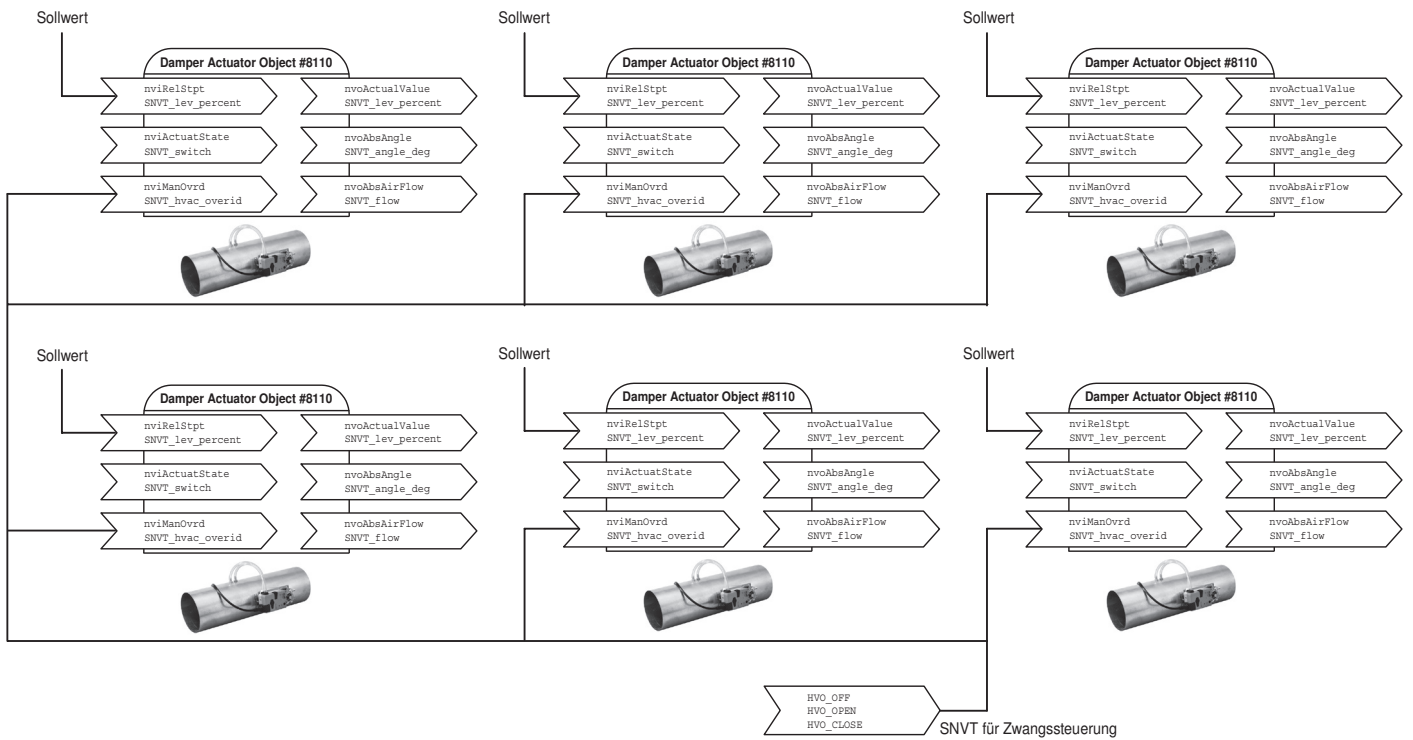 Sollwert
Sollwert
Sollwert
Damper Actuator Object #8110
nviRelStpt
SNVT_lev_percent
nvoActualValue
SNVT_lev_percent
nviActuatState
SNVT_switch
nvoAbsAngle
SNVT_angle_deg
nviManOvrd
SNVT_hvac_overid
nvoAbsAirFlow
SNVT_flow
Damper Actuator Object #8110
nviRelStpt
SNVT_lev_percent
nvoActualValue
SNVT_lev_percent
nviActuatState
SNVT_switch
nvoAbsAngle
SNVT_angle_deg
nviManOvrd
SNVT_hvac_overid
nvoAbsAirFlow
SNVT_flow
Damper Actuator Object #8110
nviRelStpt
SNVT_lev_percent
nvoActualValue
SNVT_lev_percent
nviActuatState
SNVT_switch
nvoAbsAngle
SNVT_angle_deg
nviManOvrd
SNVT_hvac_overid
nvoAbsAirFlow
SNVT_flow
Sollwert
Sollwert
Sollwert
Damper Actuator Object #8110
nviRelStpt
SNVT_lev_percent
nvoActualValue
SNVT_lev_percent
nviActuatState
SNVT_switch
nvoAbsAngle
SNVT_angle_deg
nviManOvrd
SNVT_hvac_overid
nvoAbsAirFlow
SNVT_flow
Damper Actuator Object #8110
nviRelStpt
SNVT_lev_percent
nvoActualValue
SNVT_lev_percent
nviActuatState
SNVT_switch
nvoAbsAngle
SNVT_angle_deg
nviManOvrd
SNVT_hvac_overid
nvoAbsAirFlow
SNVT_flow
Damper Actuator Object #8110
nviRelStpt
SNVT_lev_percent
nvoActualValue
SNVT_lev_percent
nviActuatState
SNVT_switch
nvoAbsAngle
SNVT_angle_deg
nviManOvrd
SNVT_hvac_overid
nvoAbsAirFlow
SNVT_flow
HVO_OFF
HVO_OPEN
HVO_CLOSE
SNVT für Zwangssteuerung